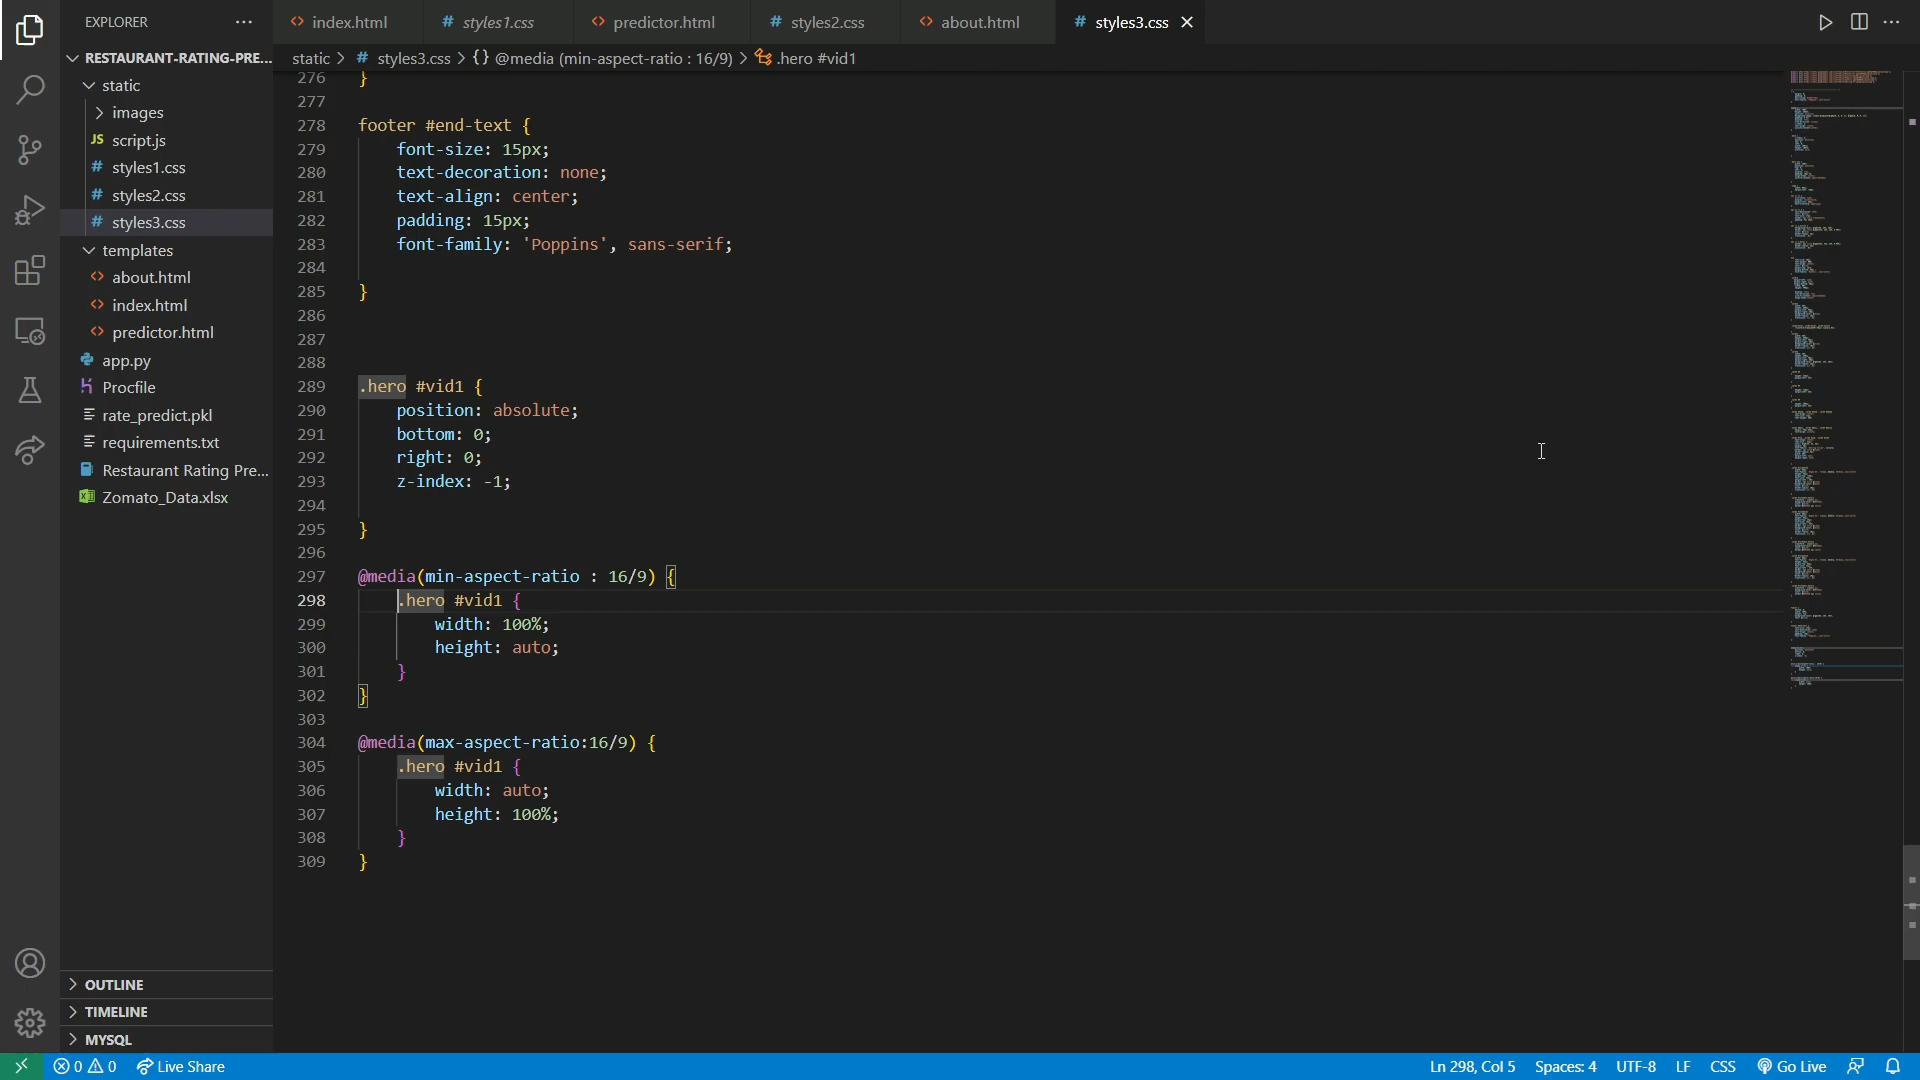 EXPLORER
RESTAURANT-RATING-PRE...
static
images
JS script.js
# styles1.css
# styles2.css
# styles3.css
templates
<> about.html
<> index.html
<> predictor.html
app.py
Procfile
rate_predict.pkl
requirements.txt
Restaurant Rating Pre...
Zomato_Data.xlsx
OUTLINE
TIMELINE
MYSQL
<> index.html # styles1.css <> predictor.html # styles2.css <> about.html # styles3.css
static > # styles3.css > {} @media (min-aspect-ratio : 16/9) > .hero #vid1
276 }
277
278 footer #end-text {
279 font-size: 15px;
280 text-decoration: none;
281 text-align: center;
282 padding: 15px;
283 font-family: 'Poppins', sans-serif;
284
285 }
286
287
288
289 .hero #vid1 {
290 position: absolute;
291 bottom: 0;
292 right: 0;
293 z-index: -1;
294
295 }
296
297 @media(min-aspect-ratio : 16/9) {
298 .hero #vid1 {
299 width: 100%;
300 height: auto;
301 }
302 }
303
304 @media(max-aspect-ratio:16/9) {
305 .hero #vid1 {
306 width: auto;
307 height: 100%;
308 }
309 }
0 0 Live Share Ln 298, Col 5 Spaces: 4 UTF-8 LF CSS Go Live